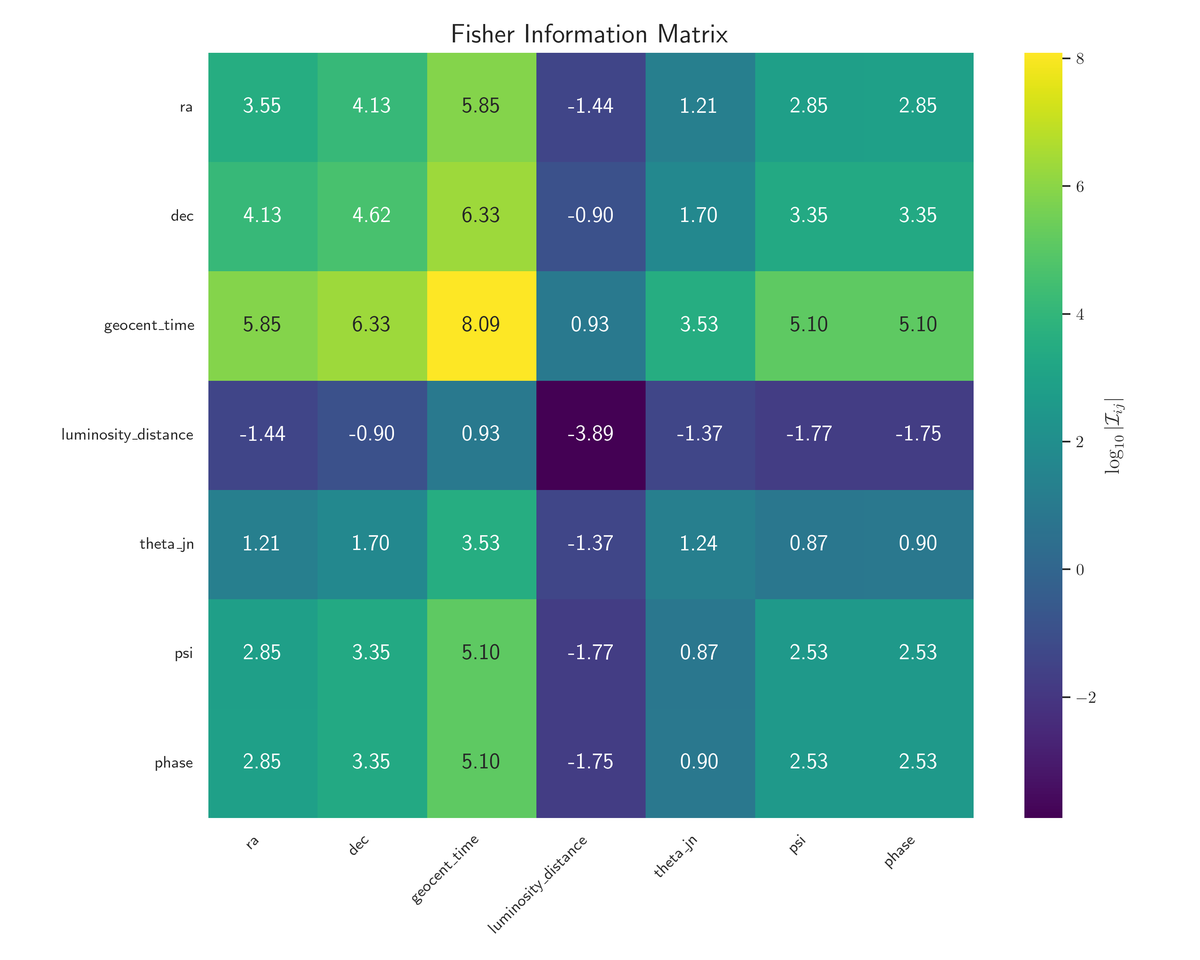 Fisher Information Matrix
ra 3.55 4.13 5.85 -1.44 1.21 2.85 2.85
dec 4.13 4.62 6.33 -0.90 1.70 3.35 3.35
geocent_time 5.85 6.33 8.09 0.93 3.53 5.10 5.10
luminosity_distance -1.44 -0.90 0.93 -3.89 -1.37 -1.77 -1.75
theta_jn 1.21 1.70 3.53 -1.37 1.24 0.87 0.90
psi 2.85 3.35 5.10 -1.77 0.87 2.53 2.53
phase 2.85 3.35 5.10 -1.75 0.90 2.53 2.53
ra dec geocent_time luminosity_distance theta_jn psi phase
8
6
4
2
0
−2
log₁₀ |ℐᵢⱼ|